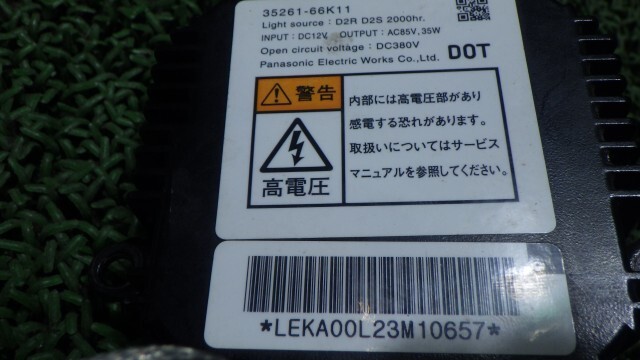 35261-66K11
Light source : D2R D2S 2000hr.
INPUT : DC12V OUTPUT : AC85V, 35W
Open circuit voltage : DC380V
Panasonic Electric Works Co., Ltd. DOT
警告
高電圧
内部には高電圧部があり
感電する恐れがあります。
取扱いについてはサービス
マニュアルを参照してください。
*LEKA00L23M10657*